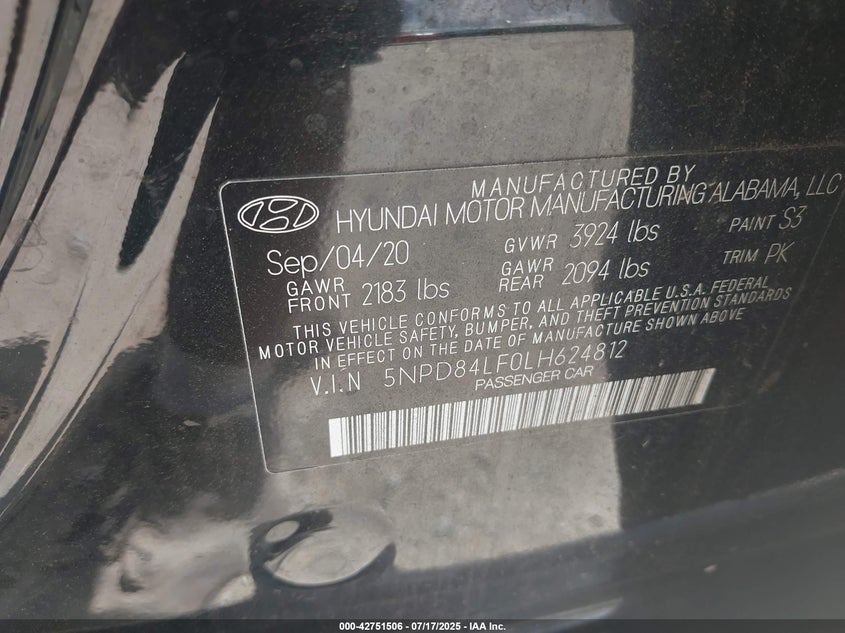 MANUFACTURED BY
HYUNDAI MOTOR MANUFACTURING ALABAMA, LLC
Sep/04/20 GVWR 3924 lbs PAINT S3
GAWR FRONT 2183 lbs GAWR REAR 2094 lbs TRIM PK
THIS VEHICLE CONFORMS TO ALL APPLICABLE U.S.A. FEDERAL
MOTOR VEHICLE SAFETY, BUMPER, AND THEFT PREVENTION STANDARDS
IN EFFECT ON THE DATE OF MANUFACTURE SHOWN ABOVE
V.I.N 5NPD84LF0LH624812
PASSENGER CAR
000-42751506 / 07/17/2025 - IAA Inc.